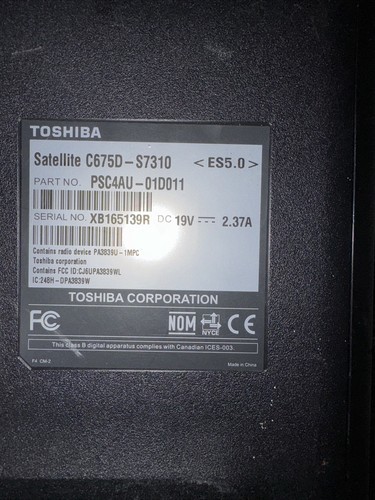 TOSHIBA
Satellite C675D-S7310 <ES5.0>
PART NO. PSC4AU-01D011
SERIAL NO. XB165139R DC 19V 2.37A
Contains radio device PA3839U-1MPC
Toshiba corporation
Contains FCC ID:CJ6UPA3839WL
IC:248H-DPA3839W
TOSHIBA CORPORATION
FC NOM NYCE CE
This Class B digital apparatus complies with Canadian ICES-003.
Made in China